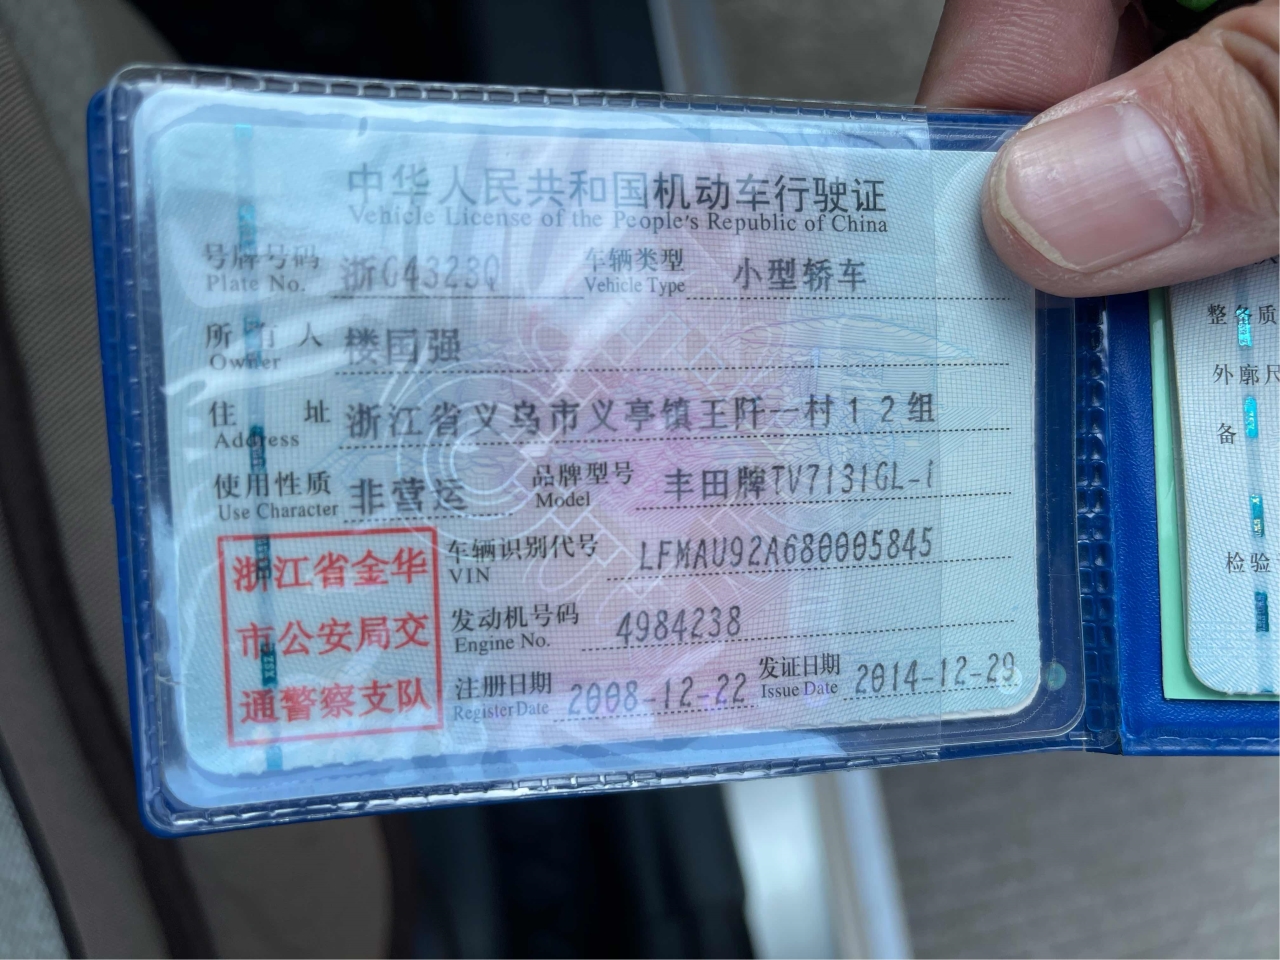 中华人民共和国机动车行驶证
Vehicle License of the People's Republic of China
号牌号码 浙G4323Q 车辆类型 小型轿车
Plate No. Vehicle Type
所有人 楼国强
Owner
住址 浙江省义乌市义亭镇王阡一村12组
Address
使用性质 非营运 品牌型号 丰田牌TV7131GL-i
Use Character Model
浙江省金华
市公安局交
通警察支队
车辆识别代号 LFMAU92A680005845
VIN
发动机号码 4984238
Engine No.
注册日期 2008-12-22 发证日期 2014-12-29
Register Date Issue Date
整备质
外廓尺
备
检验